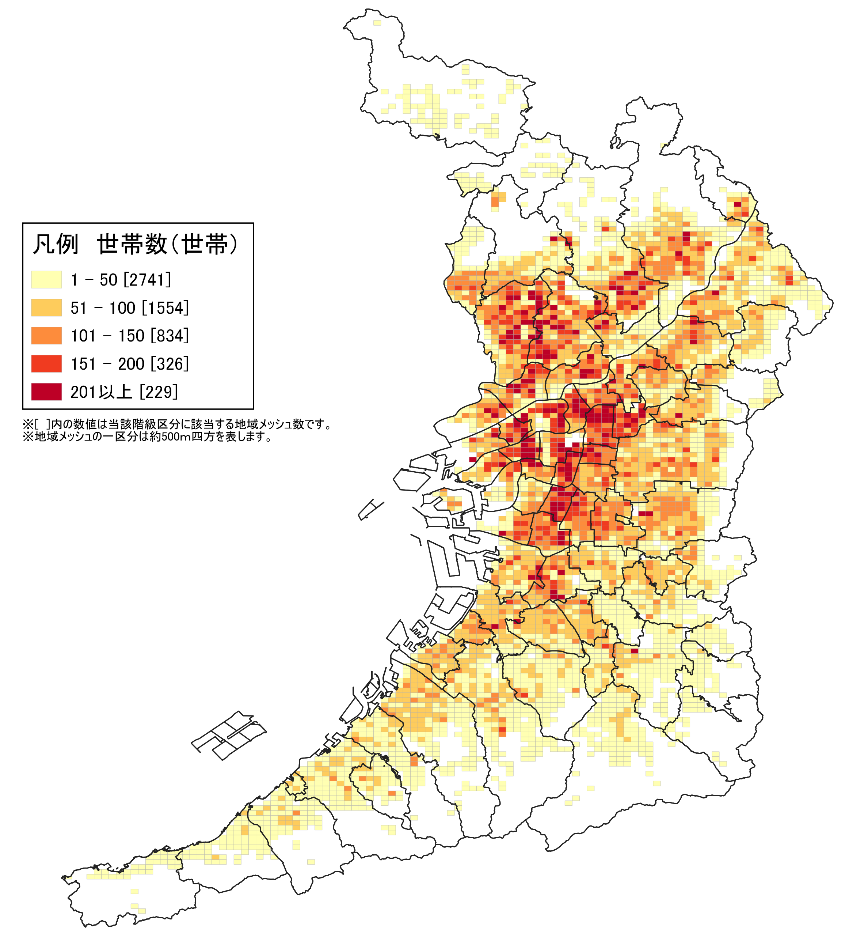 凡例　世帯数（世帯）
1 － 50 [2741]
51 － 100 [1554]
101 － 150 [834]
151 － 200 [326]
201以上 [229]
※[　]内の数値は当該階級区分に該当する地域メッシュ数です。
※地域メッシュの一区分は約500m四方を表します。